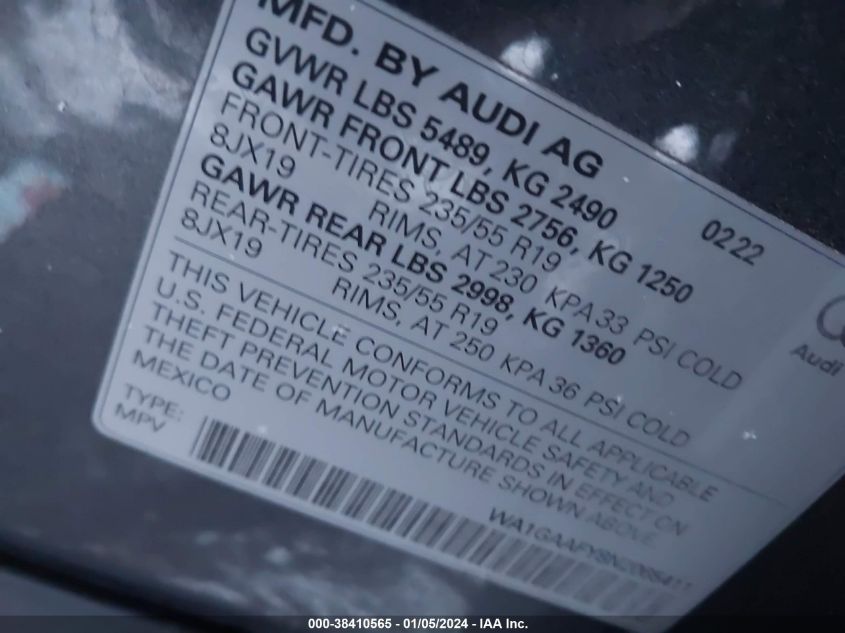 MFD. BY AUDI AG
0222
GVWR LBS 5489, KG 2490
GAWR FRONT LBS 2756, KG 1250
FRONT-TIRES 235/55 R19
8JX19 RIMS, AT 230 KPA 33 PSI COLD
GAWR REAR LBS 2998, KG 1360
REAR-TIRES 235/55 R19
8JX19 RIMS, AT 250 KPA 36 PSI COLD
Audi
THIS VEHICLE CONFORMS TO ALL APPLICABLE
U.S. FEDERAL MOTOR VEHICLE SAFETY AND
THEFT PREVENTION STANDARDS IN EFFECT ON
THE DATE OF MANUFACTURE SHOWN ABOVE.
MEXICO
TYPE:
MPV
000-38410565 - 01/05/2024 - IAA Inc.